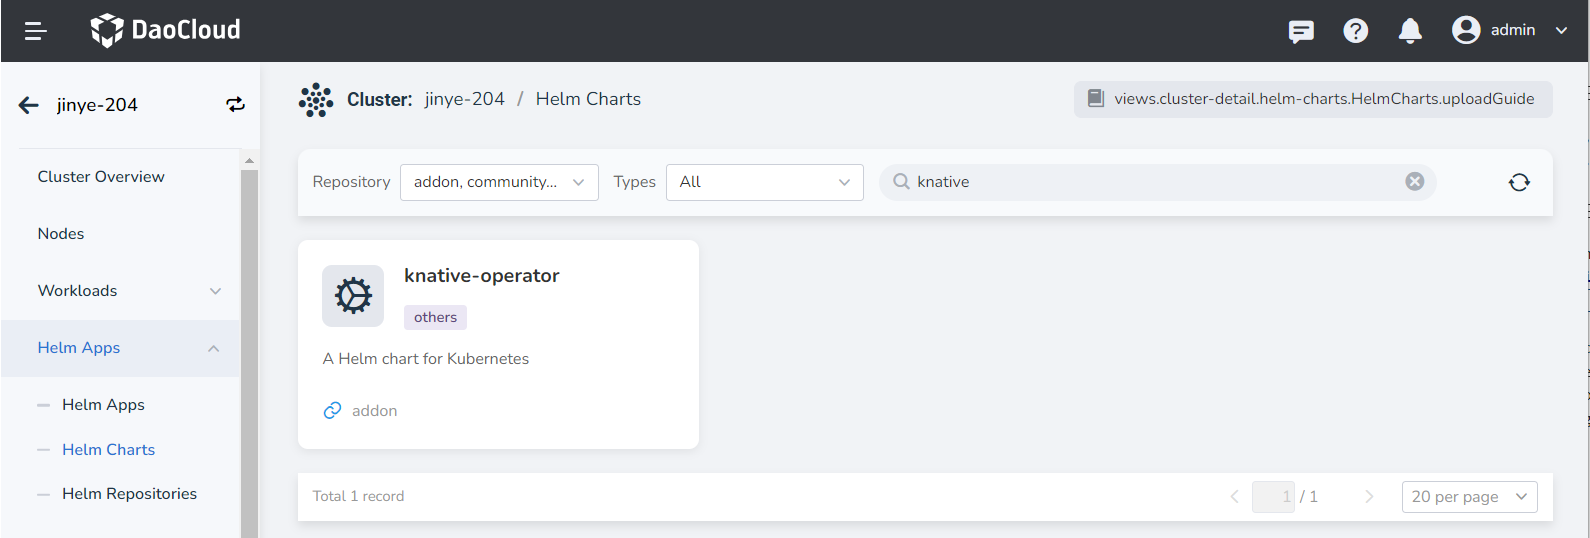 DaoCloud
admin
jinye-204
Cluster: jinye-204 / Helm Charts
views.cluster-detail.helm-charts.HelmCharts.uploadGuide
Cluster Overview
Nodes
Workloads
Helm Apps
Helm Apps
Helm Charts
Helm Repositories
Repository addon, community... Types All knative
knative-operator
others
A Helm chart for Kubernetes
addon
Total 1 record
1 / 1
20 per page